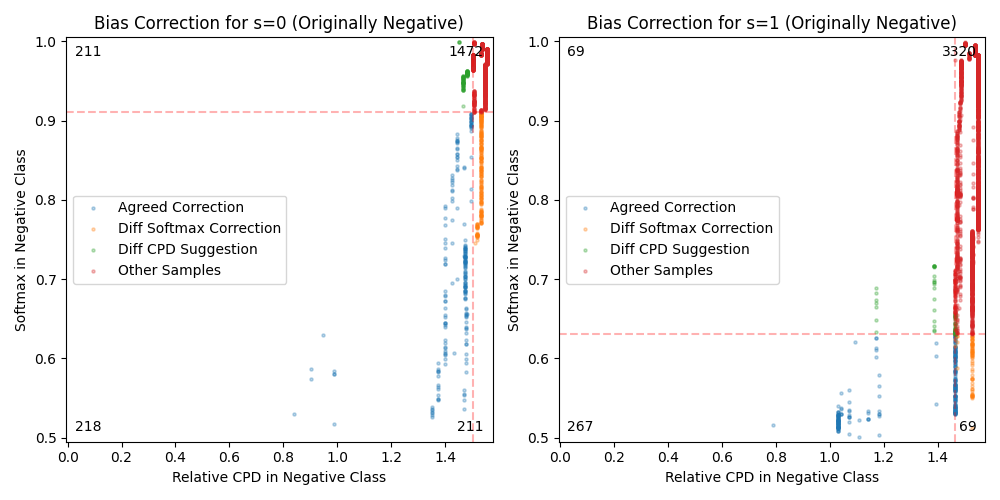 Bias Correction for s=0 (Originally Negative)
1.0
0.9
0.8
0.7
0.6
0.5
Softmax in Negative Class
211
1472
Agreed Correction
Diff Softmax Correction
Diff CPD Suggestion
Other Samples
218
211
0.0 0.2 0.4 0.6 0.8 1.0 1.2 1.4
Relative CPD in Negative Class
Bias Correction for s=1 (Originally Negative)
1.0
0.9
0.8
0.7
0.6
0.5
Softmax in Negative Class
69
3320
Agreed Correction
Diff Softmax Correction
Diff CPD Suggestion
Other Samples
267
69
0.0 0.2 0.4 0.6 0.8 1.0 1.2 1.4
Relative CPD in Negative Class